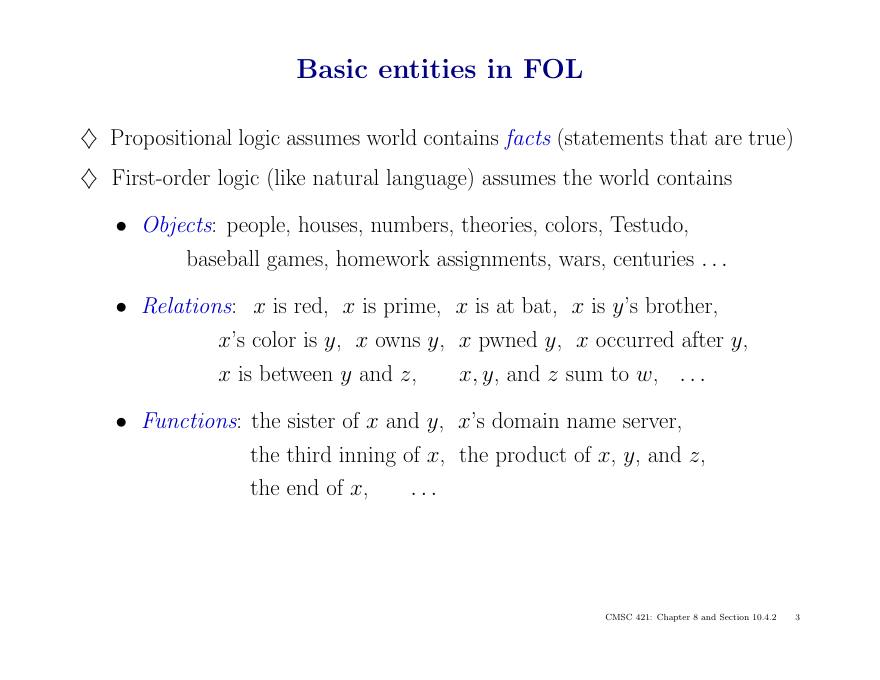 Basic entities in FOL
♢ Propositional logic assumes world contains facts (statements that are true)
♢ First-order logic (like natural language) assumes the world contains
• Objects: people, houses, numbers, theories, colors, Testudo,
baseball games, homework assignments, wars, centuries . . .
• Relations: x is red, x is prime, x is at bat, x is y's brother,
x's color is y, x owns y, x pwned y, x occurred after y,
x is between y and z, x, y, and z sum to w, . . .
• Functions: the sister of x and y, x's domain name server,
the third inning of x, the product of x, y, and z,
the end of x, . . .
CMSC 421: Chapter 8 and Section 10.4.2 3